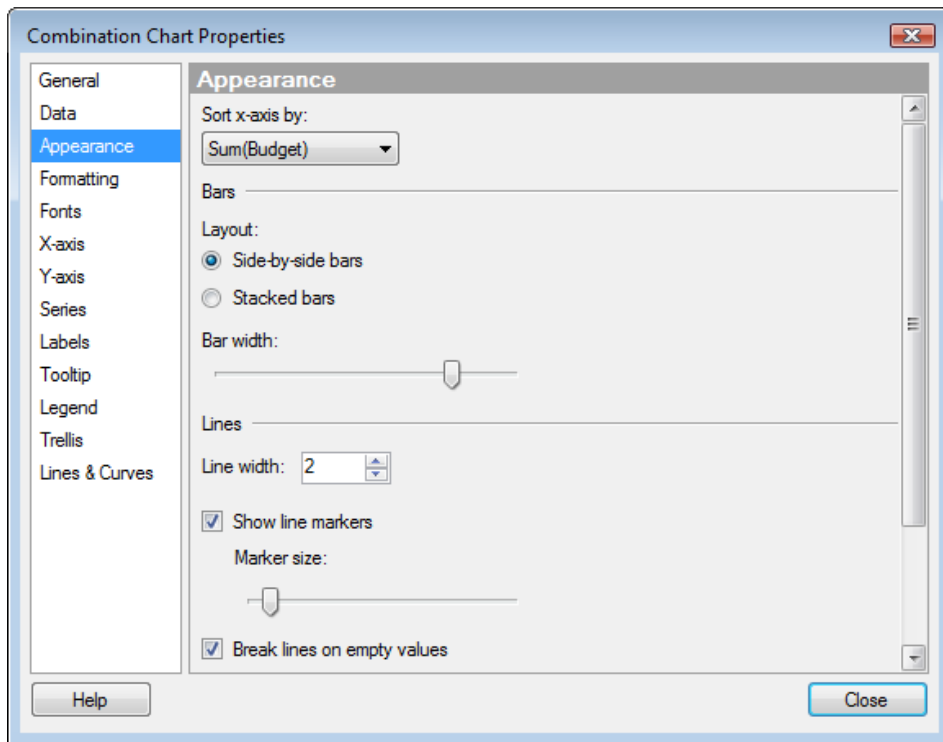 Combination Chart Properties
General
Data
Appearance
Formatting
Fonts
X-axis
Y-axis
Series
Labels
Tooltip
Legend
Trellis
Lines & Curves
Appearance
Sort x-axis by:
Sum(Budget)
Bars
Layout:
Side-by-side bars
Stacked bars
Bar width:
Lines
Line width: 2
Show line markers
Marker size:
Break lines on empty values
Help
Close